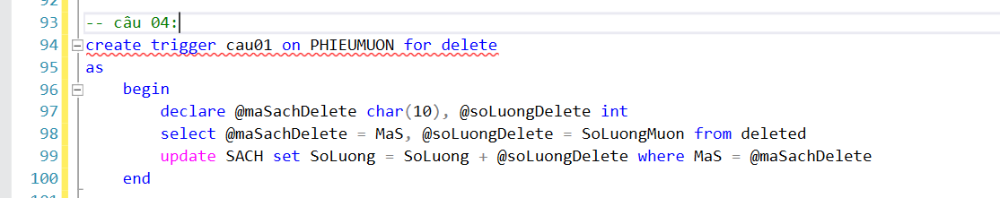 92
93 -- câu 04:
94 create trigger cau01 on PHIEUMUON for delete
95 as
96 begin
97 declare @maSachDelete char(10), @soLuongDelete int
98 select @maSachDelete = MaS, @soLuongDelete = SoLuongMuon from deleted
99 update SACH set SoLuong = SoLuong + @soLuongDelete where MaS = @maSachDelete
100 end
101